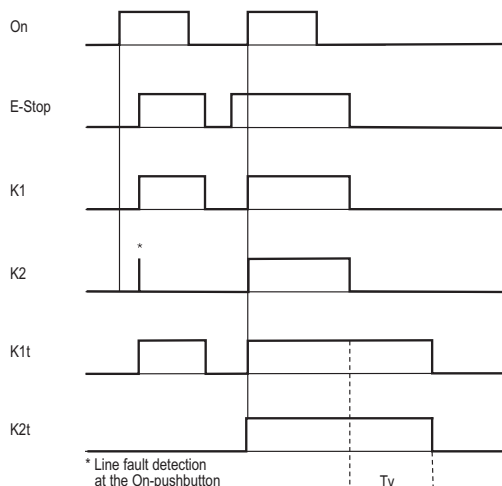 On
E-Stop
K1
*
K2
K1t
K2t
* Line fault detection
at the On-pushbutton
Tv